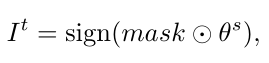 I^t = sign(mask ⊙ θ^s),